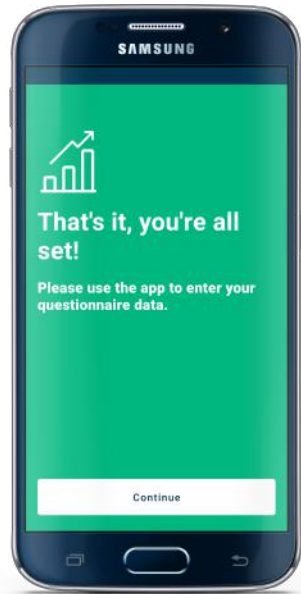 SAMSUNG
That's it, you're all
set!
Please use the app to enter your
questionnaire data.
Continue